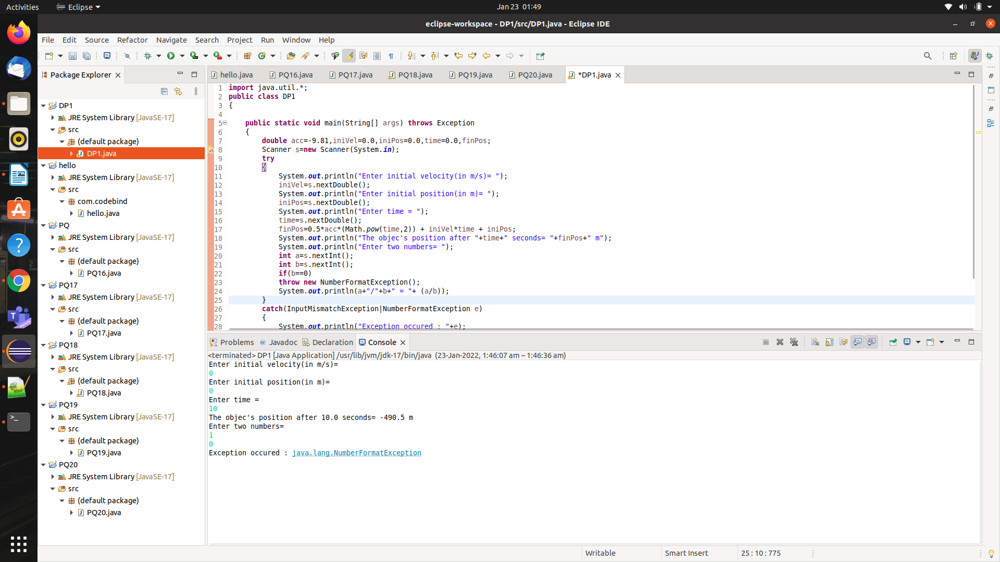 Activities
Eclipse
Jan 23 01:49
eclipse-workspace - DP1/src/DP1.java - Eclipse IDE
File Edit Source Refactor Navigate Search Project Run Window Help
Package Explorer
DP1
JRE System Library [JavaSE-17]
src
(default package)
DP1.java
hello
JRE System Library [JavaSE-17]
src
com.codebind
hello.java
PQ
JRE System Library [JavaSE-17]
src
(default package)
PQ16.java
PQ17
JRE System Library [JavaSE-17]
src
(default package)
PQ17.java
PQ18
JRE System Library [JavaSE-17]
src
(default package)
PQ18.java
PQ19
JRE System Library [JavaSE-17]
src
(default package)
PQ19.java
PQ20
JRE System Library [JavaSE-17]
src
(default package)
PQ20.java
hello.java PQ16.java PQ17.java PQ18.java PQ19.java PQ20.java *DP1.java
1 import java.util.*;
2 public class DP1
3 {
4
5 public static void main(String[] args) throws Exception
6 {
7 double acc=-9.81,iniVel=0.0,iniPos=0.0,time=0.0,finPos;
8 Scanner s=new Scanner(System.in);
9 try
10 {
11 System.out.println("Enter initial velocity(in m/s)= ");
12 iniVel=s.nextDouble();
13 System.out.println("Enter initial position(in m)= ");
14 iniPos=s.nextDouble();
15 System.out.println("Enter time = ");
16 time=s.nextDouble();
17 finPos=0.5*acc*(Math.pow(time,2)) + iniVel*time + iniPos;
18 System.out.println("The objec's position after "+time+" seconds= "+finPos+" m");
19 System.out.println("Enter two numbers= ");
20 int a=s.nextInt();
21 int b=s.nextInt();
22 if(b==0)
23 throw new NumberFormatException();
24 System.out.println(a+"/"+b+" = "+ (a/b));
25 }
26 catch(InputMismatchException|NumberFormatException e)
27 {
28 System.out.println("Exception occured : "+e);
Problems Javadoc Declaration Console
<terminated> DP1 [Java Application] /usr/lib/jvm/jdk-17/bin/java (23-Jan-2022, 1:46:07 am – 1:46:36 am)
Enter initial velocity(in m/s)=
0
Enter initial position(in m)=
0
Enter time =
10
The objec's position after 10.0 seconds= -490.5 m
Enter two numbers=
1
0
Exception occured : java.lang.NumberFormatException
Writable
Smart Insert
25 : 10 : 775